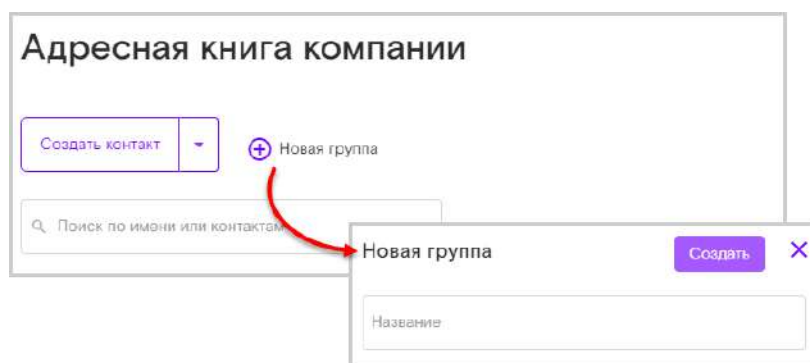 Адресная книга компании
Создать контакт
Новая группа
Поиск по имени или контактам
Новая группа
Создать
Название